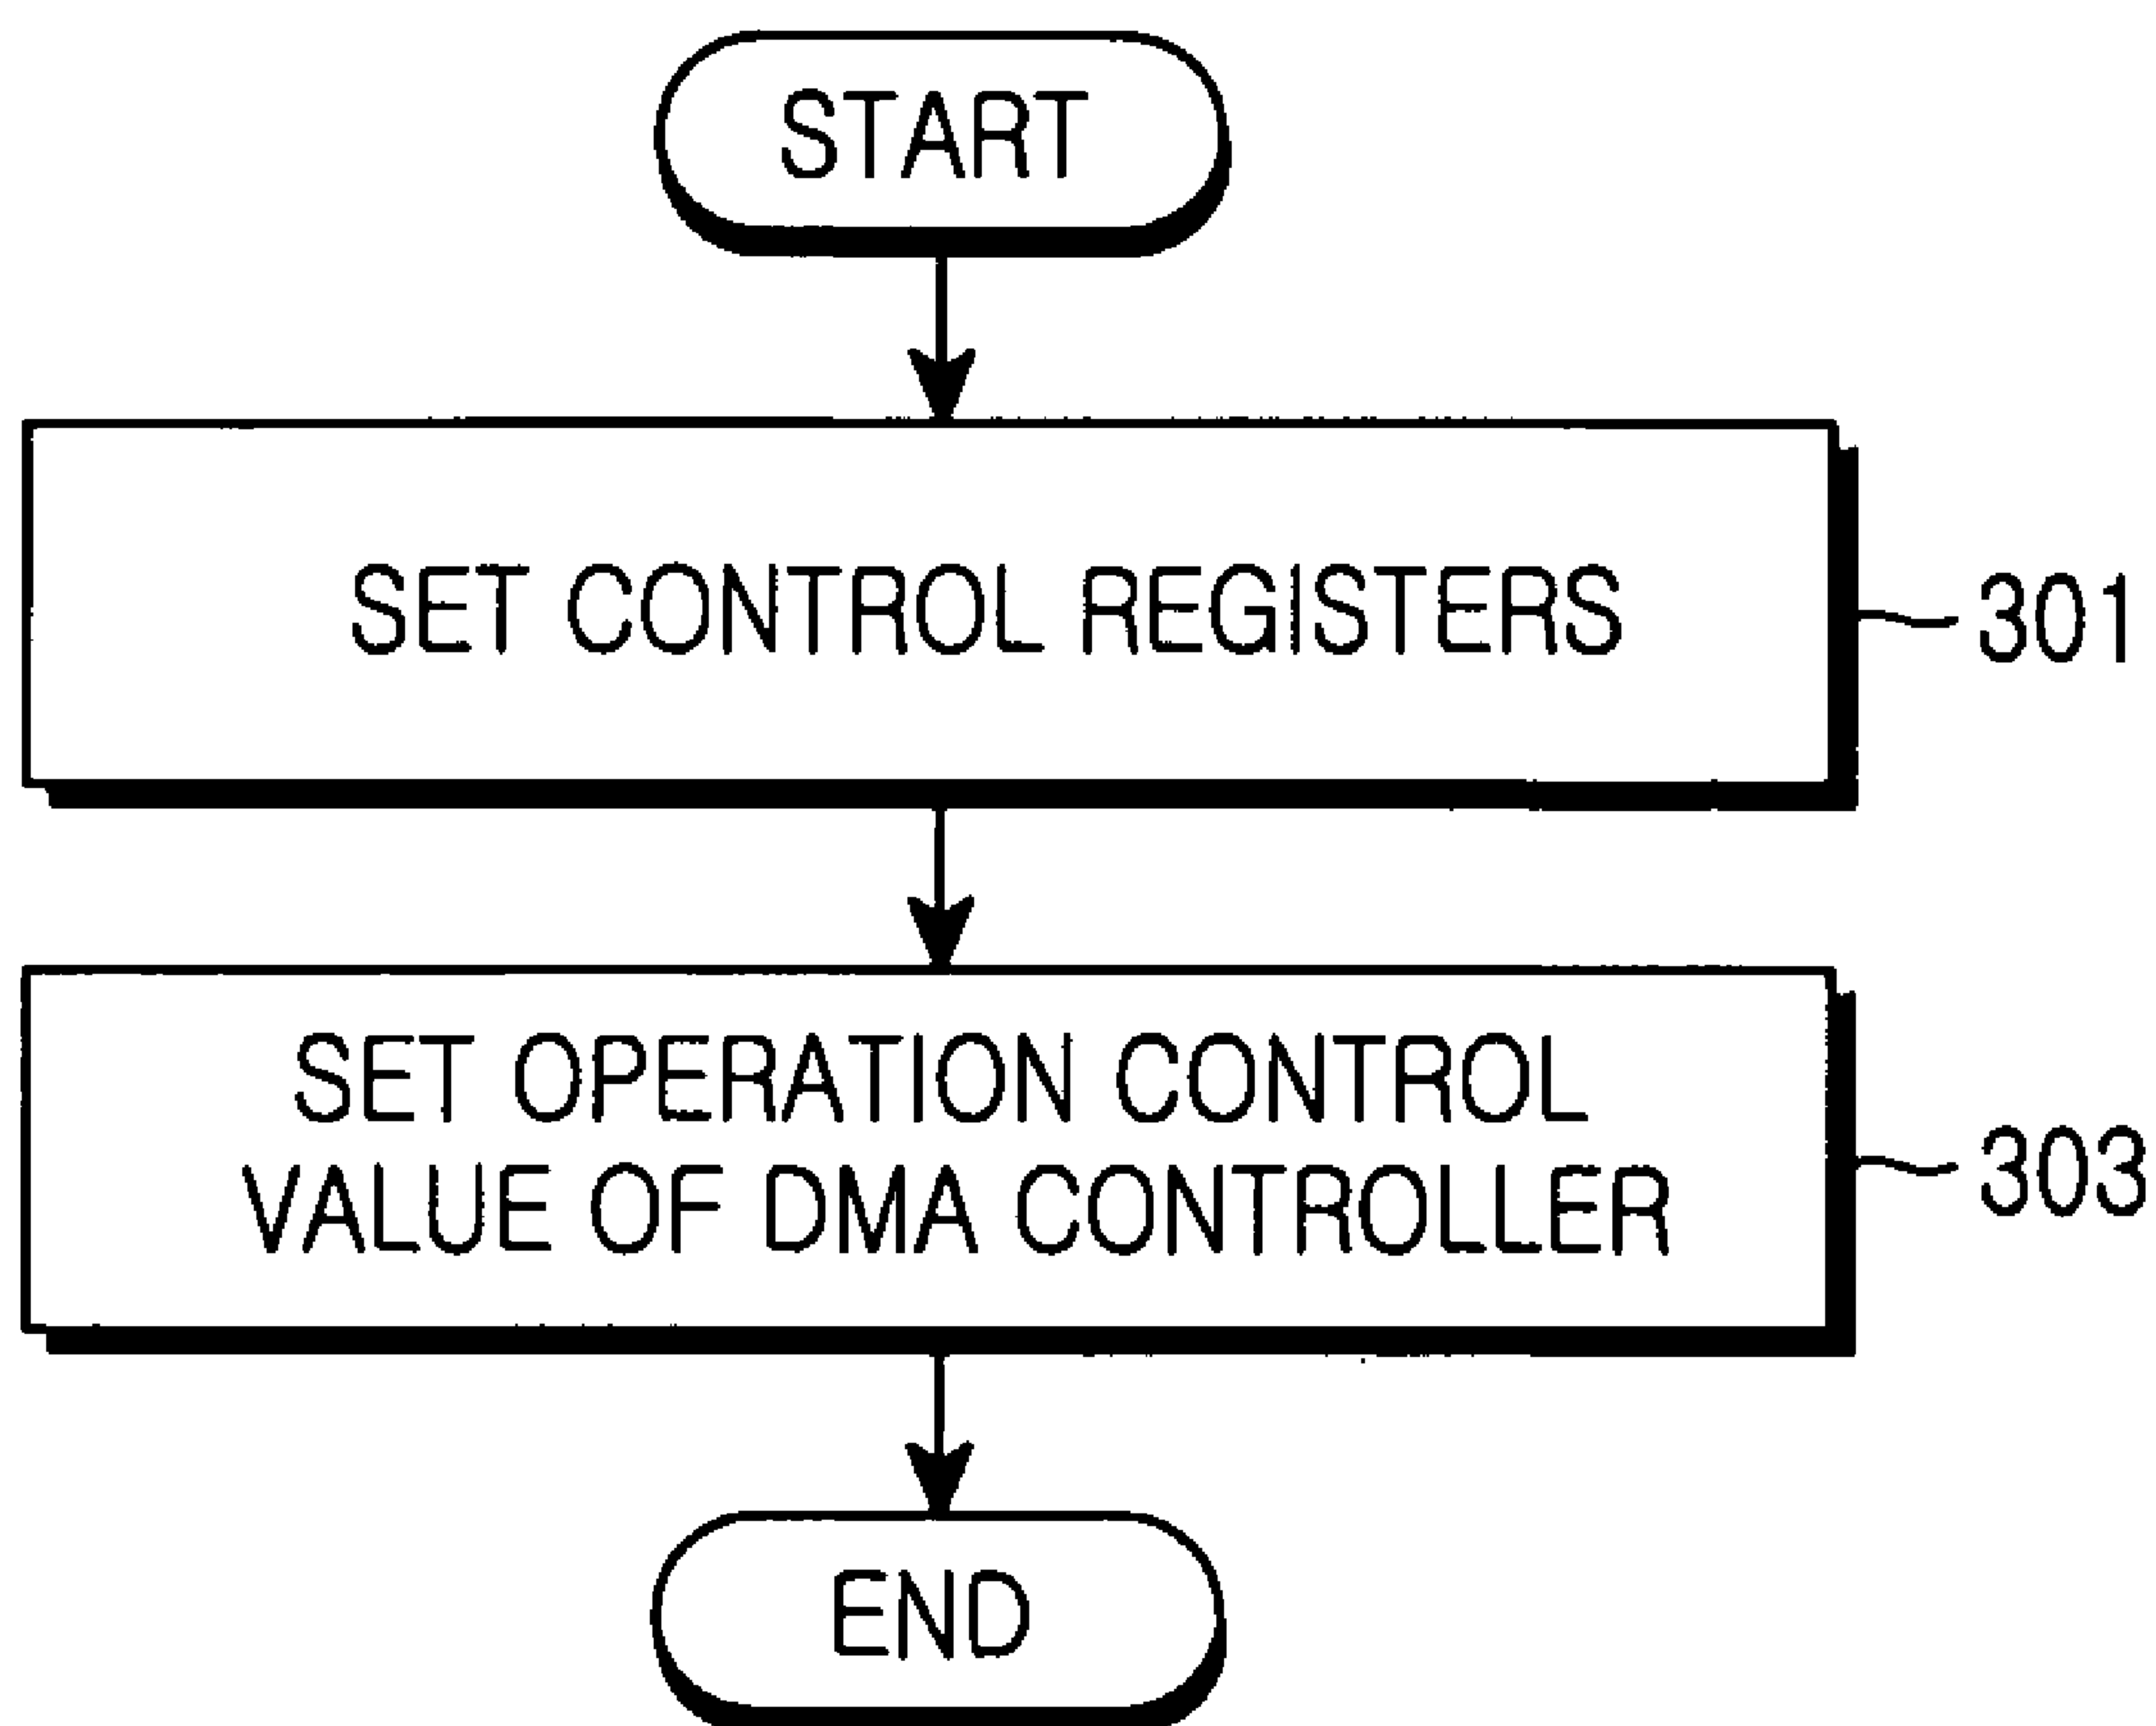 START
SET CONTROL REGISTERS
301
SET OPERATION CONTROL
VALUE OF DMA CONTROLLER
303
END